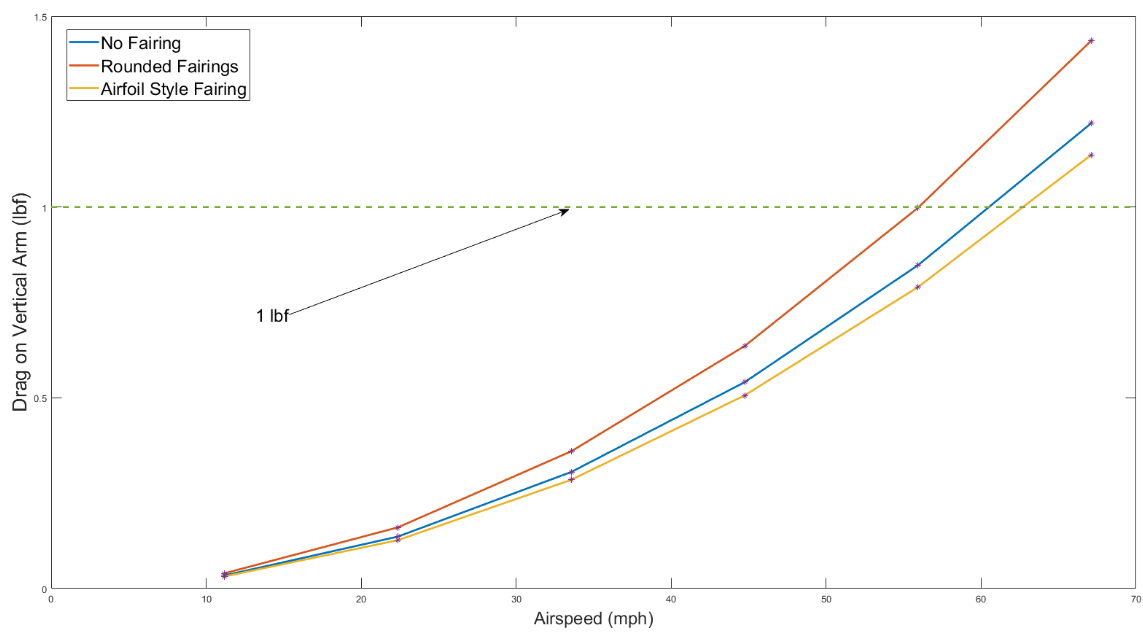 1.5
No Fairing
Rounded Fairings
Airfoil Style Fairing
1
1 lbf
0.5
0
Drag on Vertical Arm (lbf)
0 10 20 30 40 50 60 70
Airspeed (mph)